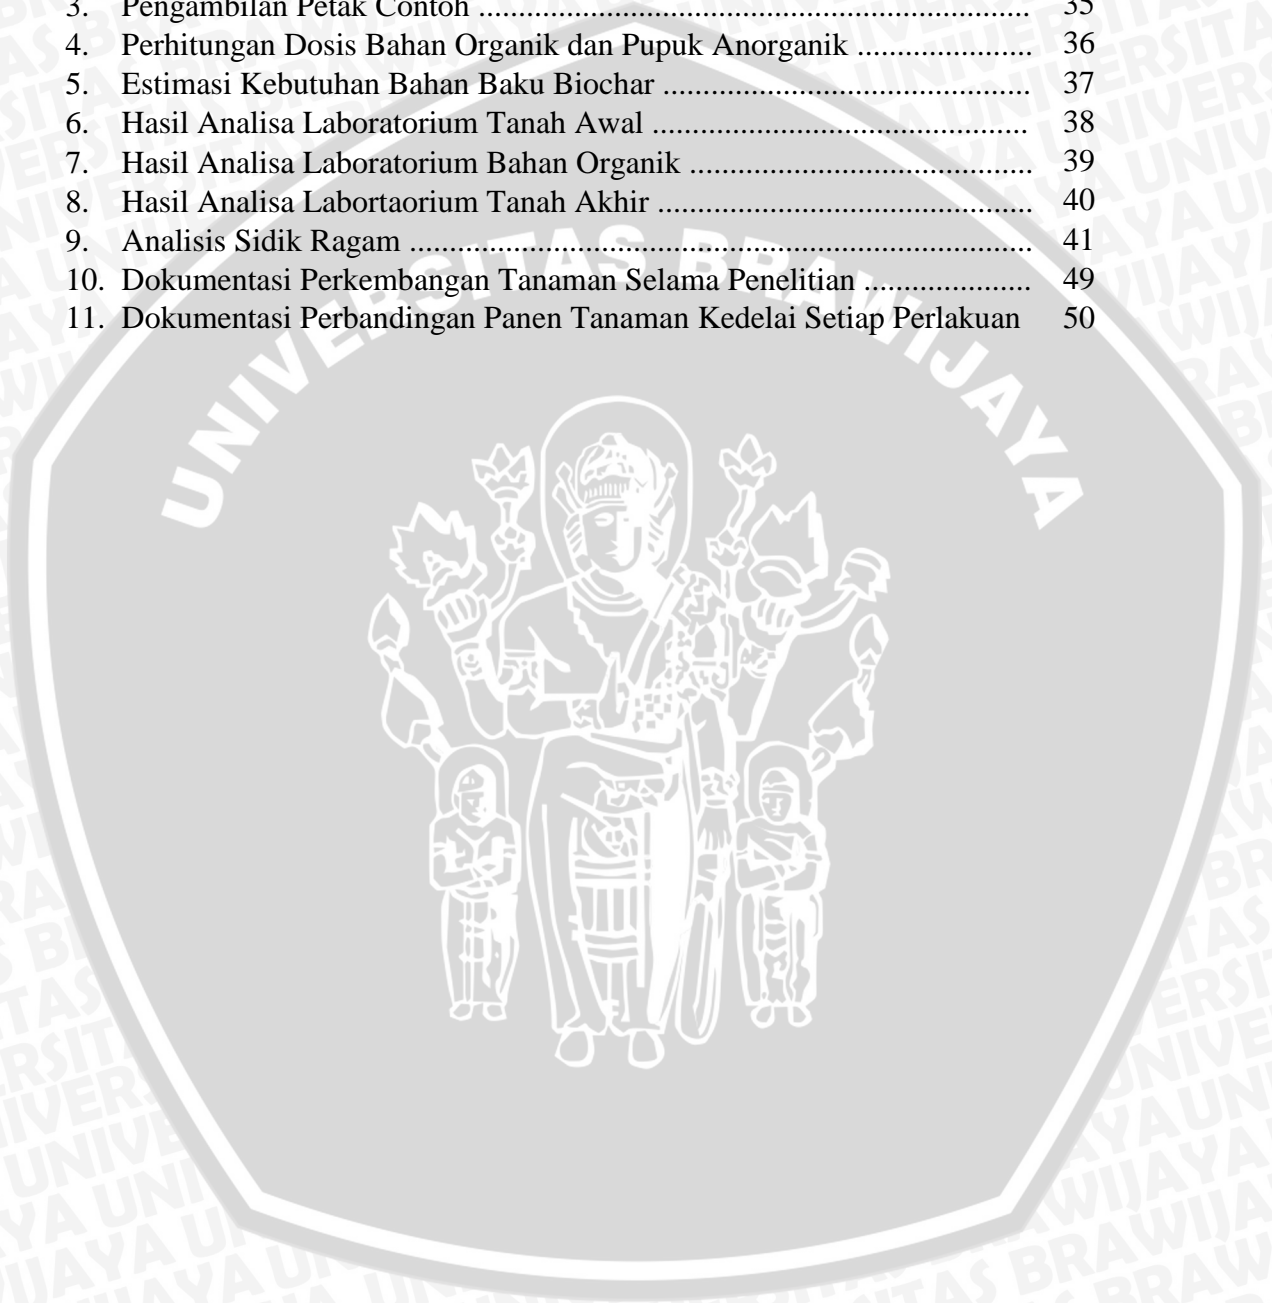 3. Pengambilan Petak Contoh ..................................................................... 35
4. Perhitungan Dosis Bahan Organik dan Pupuk Anorganik ...................... 36
5. Estimasi Kebutuhan Bahan Baku Biochar .............................................. 37
6. Hasil Analisa Laboratorium Tanah Awal ............................................... 38
7. Hasil Analisa Laboratorium Bahan Organik ........................................... 39
8. Hasil Analisa Labortaorium Tanah Akhir ............................................... 40
9. Analisis Sidik Ragam .............................................................................. 41
10. Dokumentasi Perkembangan Tanaman Selama Penelitian ..................... 49
11. Dokumentasi Perbandingan Panen Tanaman Kedelai Setiap Perlakuan 50
UNIVERSITAS BRAWIJAYA